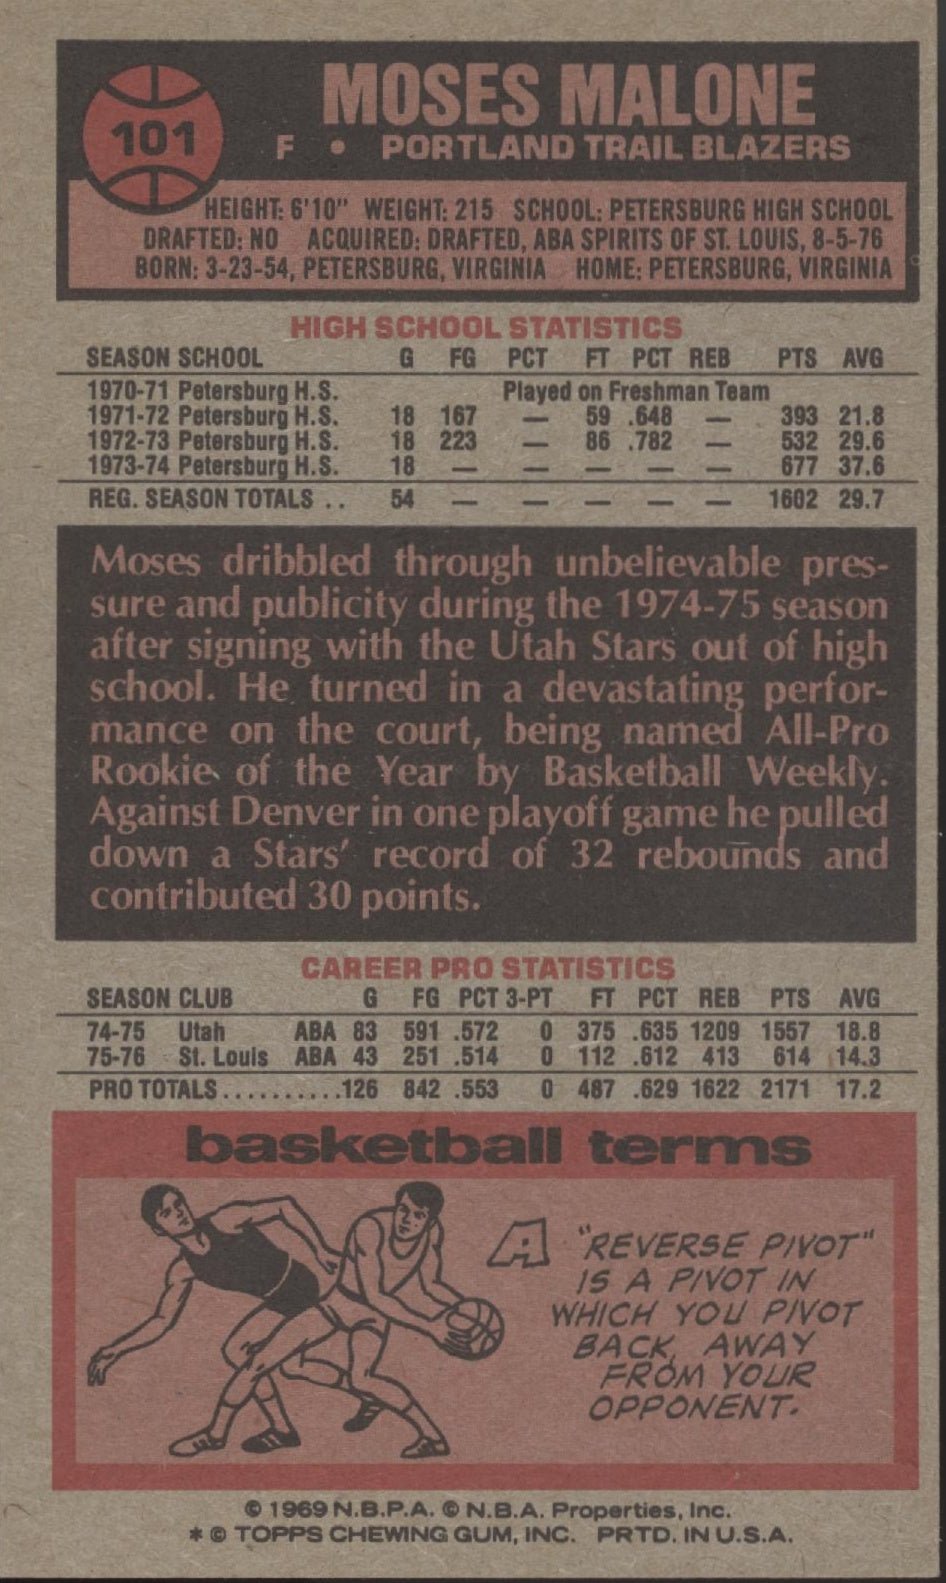 101
MOSES MALONE
F • PORTLAND TRAIL BLAZERS
HEIGHT: 6'10" WEIGHT: 215 SCHOOL: PETERSBURG HIGH SCHOOL
DRAFTED: NO ACQUIRED: DRAFTED, ABA SPIRITS OF ST. LOUIS, 8-5-76
BORN: 3-23-54, PETERSBURG, VIRGINIA HOME: PETERSBURG, VIRGINIA
HIGH SCHOOL STATISTICS
SEASON SCHOOL G FG PCT FT PCT REB PTS AVG
1970-71 Petersburg H.S. Played on Freshman Team
1971-72 Petersburg H.S. 18 167 — 59 .648 — 393 21.8
1972-73 Petersburg H.S. 18 223 — 86 .782 — 532 29.6
1973-74 Petersburg H.S. 18 — — — — — 677 37.6
REG. SEASON TOTALS .. 54 — — — — — 1602 29.7
Moses dribbled through unbelievable pres-
sure and publicity during the 1974-75 season
after signing with the Utah Stars out of high
school. He turned in a devastating perfor-
mance on the court, being named All-Pro
Rookie of the Year by Basketball Weekly.
Against Denver in one playoff game he pulled
down a Stars' record of 32 rebounds and
contributed 30 points.
CAREER PRO STATISTICS
SEASON CLUB G FG PCT 3-PT FT PCT REB PTS AVG
74-75 Utah ABA 83 591 .572 0 375 .635 1209 1557 18.8
75-76 St. Louis ABA 43 251 .514 0 112 .612 413 614 14.3
PRO TOTALS..........126 842 .553 0 487 .629 1622 2171 17.2
basketball terms
A "REVERSE PIVOT"
IS A PIVOT IN
WHICH YOU PIVOT
BACK, AWAY
FROM YOUR
OPPONENT.
© 1969 N.B.P.A. © N.B.A. Properties, Inc.
* © TOPPS CHEWING GUM, INC. PRTD. IN U.S.A.